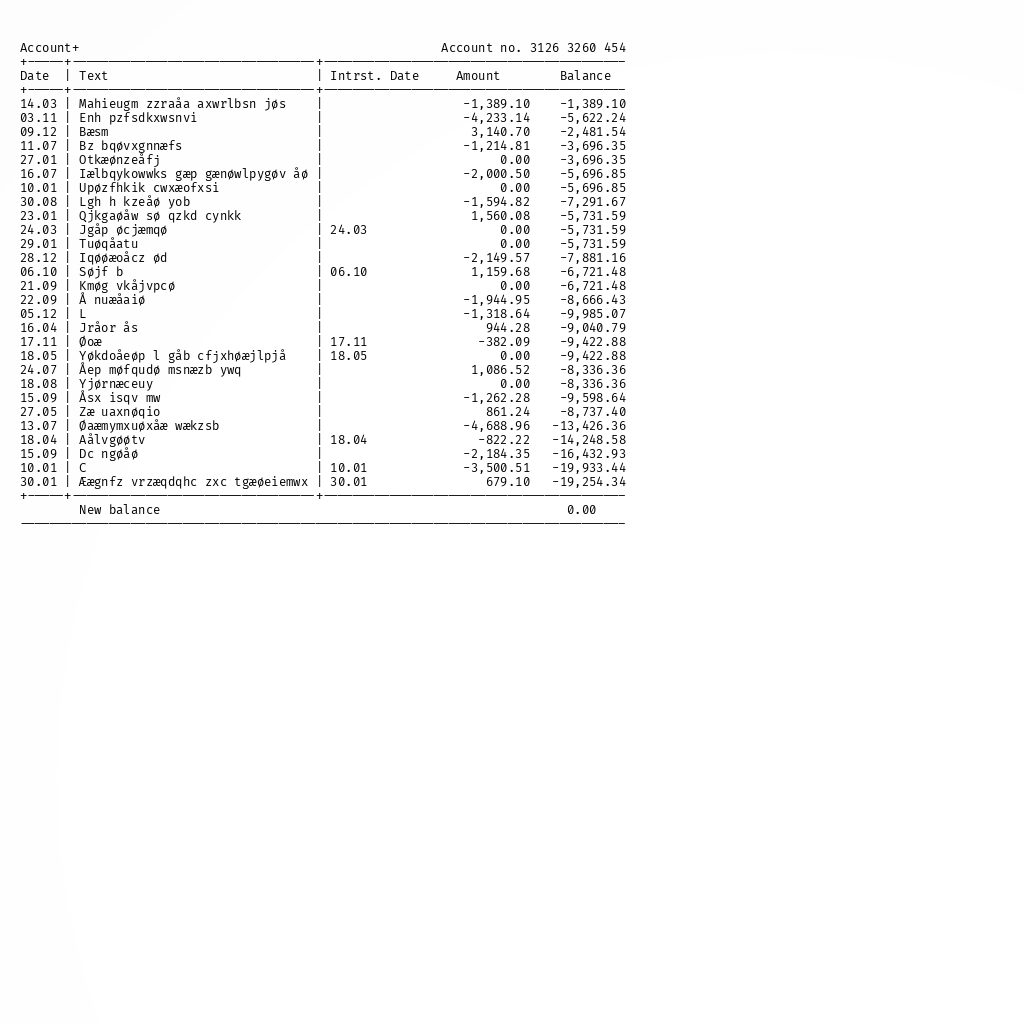 Account+ Account no. 3126 3260 454
Date | Text | Intrst. Date Amount Balance
14.03 | Mahieugm zzraåa axwrlbsn jøs | -1,389.10 -1,389.10
03.11 | Enh pzfsdkxwsnvi | -4,233.14 -5,622.24
09.12 | Bæsm | 3,140.70 -2,481.54
11.07 | Bz bqøvxgnnæfs | -1,214.81 -3,696.35
27.01 | Otkæønzeåfj | 0.00 -3,696.35
16.07 | Iælbqykowwks gæp gænøwlpygøv åø | -2,000.50 -5,696.85
10.01 | Upøzfhkik cwxæofxsi | 0.00 -5,696.85
30.08 | Lgh h kzeåø yob | -1,594.82 -7,291.67
23.01 | Qjkgaøåw sø qzkd cynkk | 1,560.08 -5,731.59
24.03 | Jgåp øcjæmqø | 24.03 0.00 -5,731.59
29.01 | Tuøqåatu | 0.00 -5,731.59
28.12 | Iqøøæoåcz ød | -2,149.57 -7,881.16
06.10 | Søjf b | 06.10 1,159.68 -6,721.48
21.09 | Kmøg vkåjvpcø | 0.00 -6,721.48
22.09 | Å nuæåaiø | -1,944.95 -8,666.43
05.12 | L | -1,318.64 -9,985.07
16.04 | Jråor ås | 944.28 -9,040.79
17.11 | Øoæ | 17.11 -382.09 -9,422.88
18.05 | Yøkdoåeøp l gåb cfjxhøæjlpjå | 18.05 0.00 -9,422.88
24.07 | Åep møfqudø msnæzb ywq | 1,086.52 -8,336.36
18.08 | Yjørnæceuy | 0.00 -8,336.36
15.09 | Åsx isqv mw | -1,262.28 -9,598.64
27.05 | Zæ uaxnøqio | 861.24 -8,737.40
13.07 | Øaæmymxuøxåæ wækzsb | -4,688.96 -13,426.36
18.04 | Aålvgøøtv | 18.04 -822.22 -14,248.58
15.09 | Dc ngøåø | -2,184.35 -16,432.93
10.01 | C | 10.01 -3,500.51 -19,933.44
30.01 | Æægnfz vrzæqdqhc zxc tgæøeiemwx | 30.01 679.10 -19,254.34
New balance 0.00